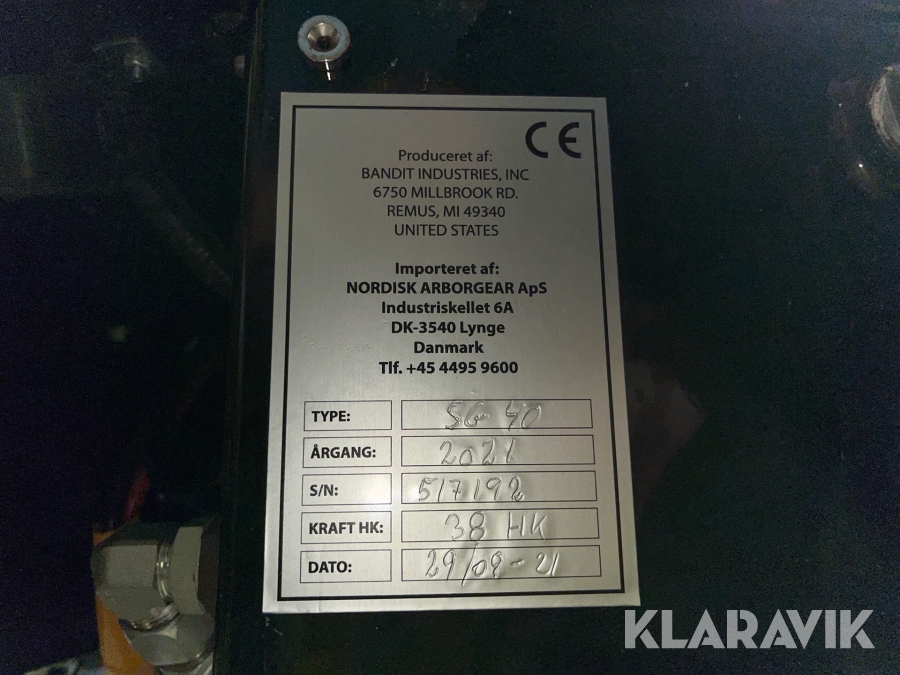 CE
Produceret af:
BANDIT INDUSTRIES, INC
6750 MILLBROOK RD.
REMUS, MI 49340
UNITED STATES
Importeret af:
NORDISK ARBORGEAR ApS
Industriskellet 6A
DK-3540 Lynge
Danmark
Tlf. +45 4495 9600
TYPE: SG 40
ÅRGANG: 2021
S/N: 517192
KRAFT HK: 38 HK
DATO: 29/09-21
KLARAVIK